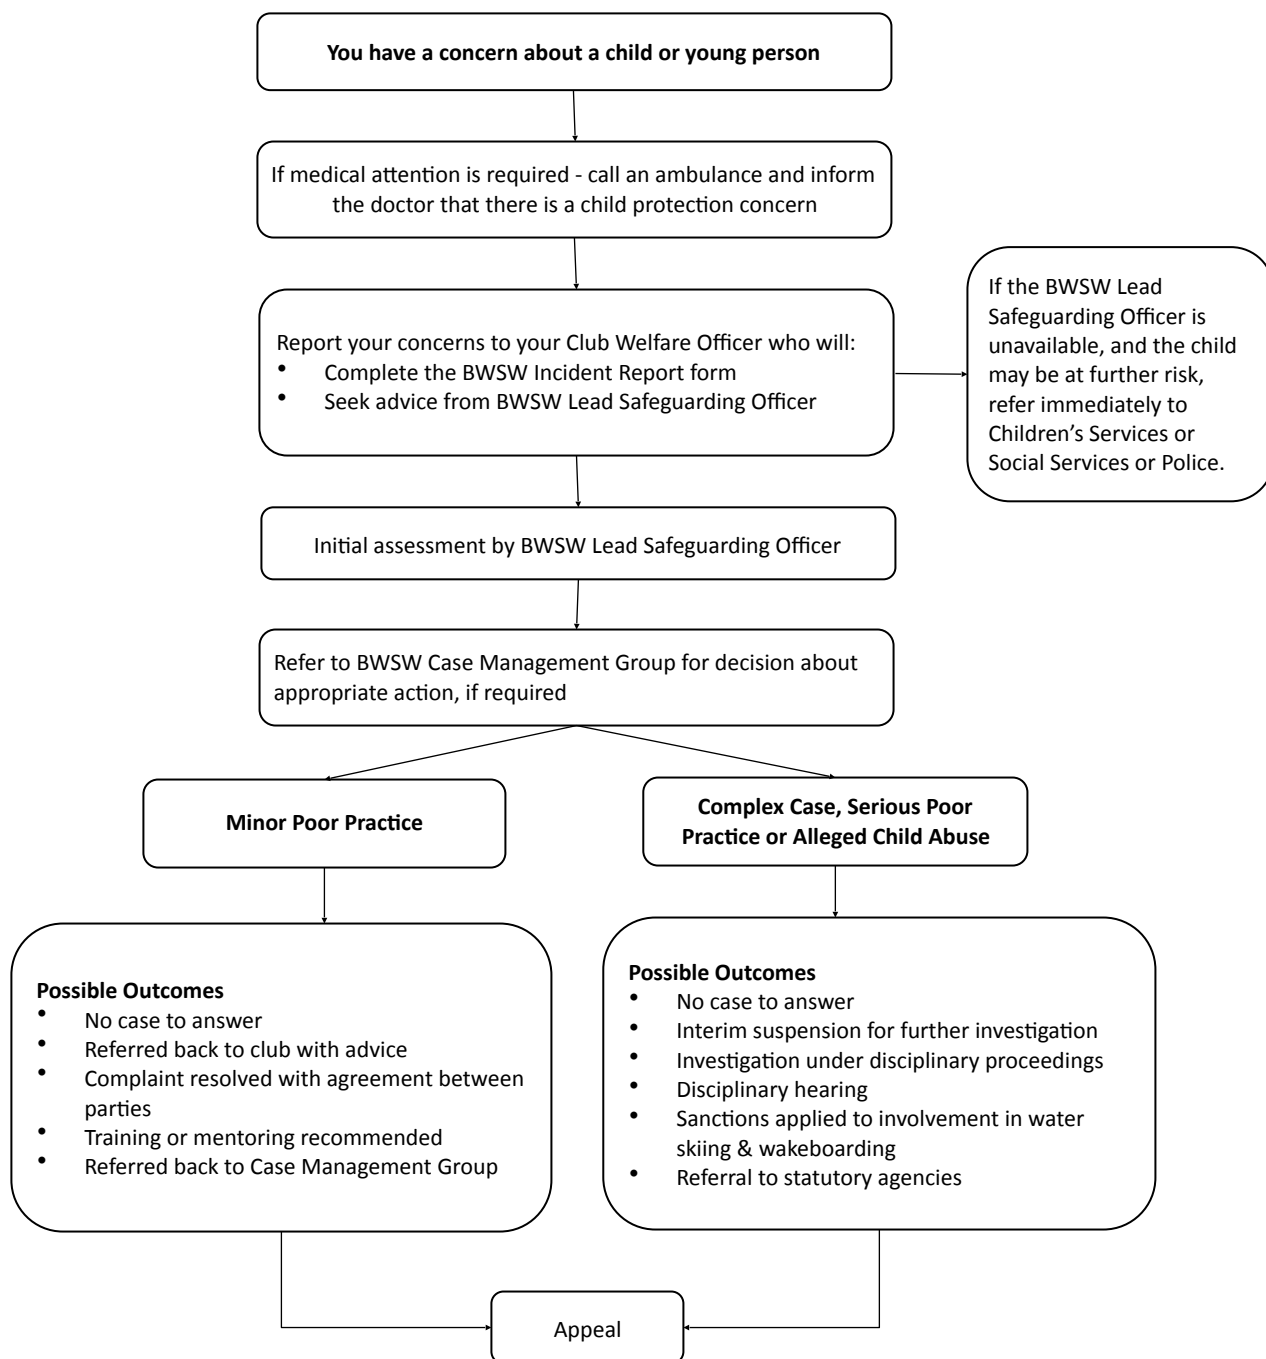 You have a concern about a child or young person
If medical attention is required - call an ambulance and inform
the doctor that there is a child protection concern
Report your concerns to your Club Welfare Officer who will:
• Complete the BWSW Incident Report form
• Seek advice from BWSW Lead Safeguarding Officer
If the BWSW Lead
Safeguarding Officer is
unavailable, and the child
may be at further risk,
refer immediately to
Children’s Services or
Social Services or Police.
Initial assessment by BWSW Lead Safeguarding Officer
Refer to BWSW Case Management Group for decision about
appropriate action, if required
Minor Poor Practice
Complex Case, Serious Poor
Practice or Alleged Child Abuse
Possible Outcomes
• No case to answer
• Referred back to club with advice
• Complaint resolved with agreement between
parties
• Training or mentoring recommended
• Referred back to Case Management Group
Possible Outcomes
• No case to answer
• Interim suspension for further investigation
• Investigation under disciplinary proceedings
• Disciplinary hearing
• Sanctions applied to involvement in water
skiing & wakeboarding
• Referral to statutory agencies
Appeal